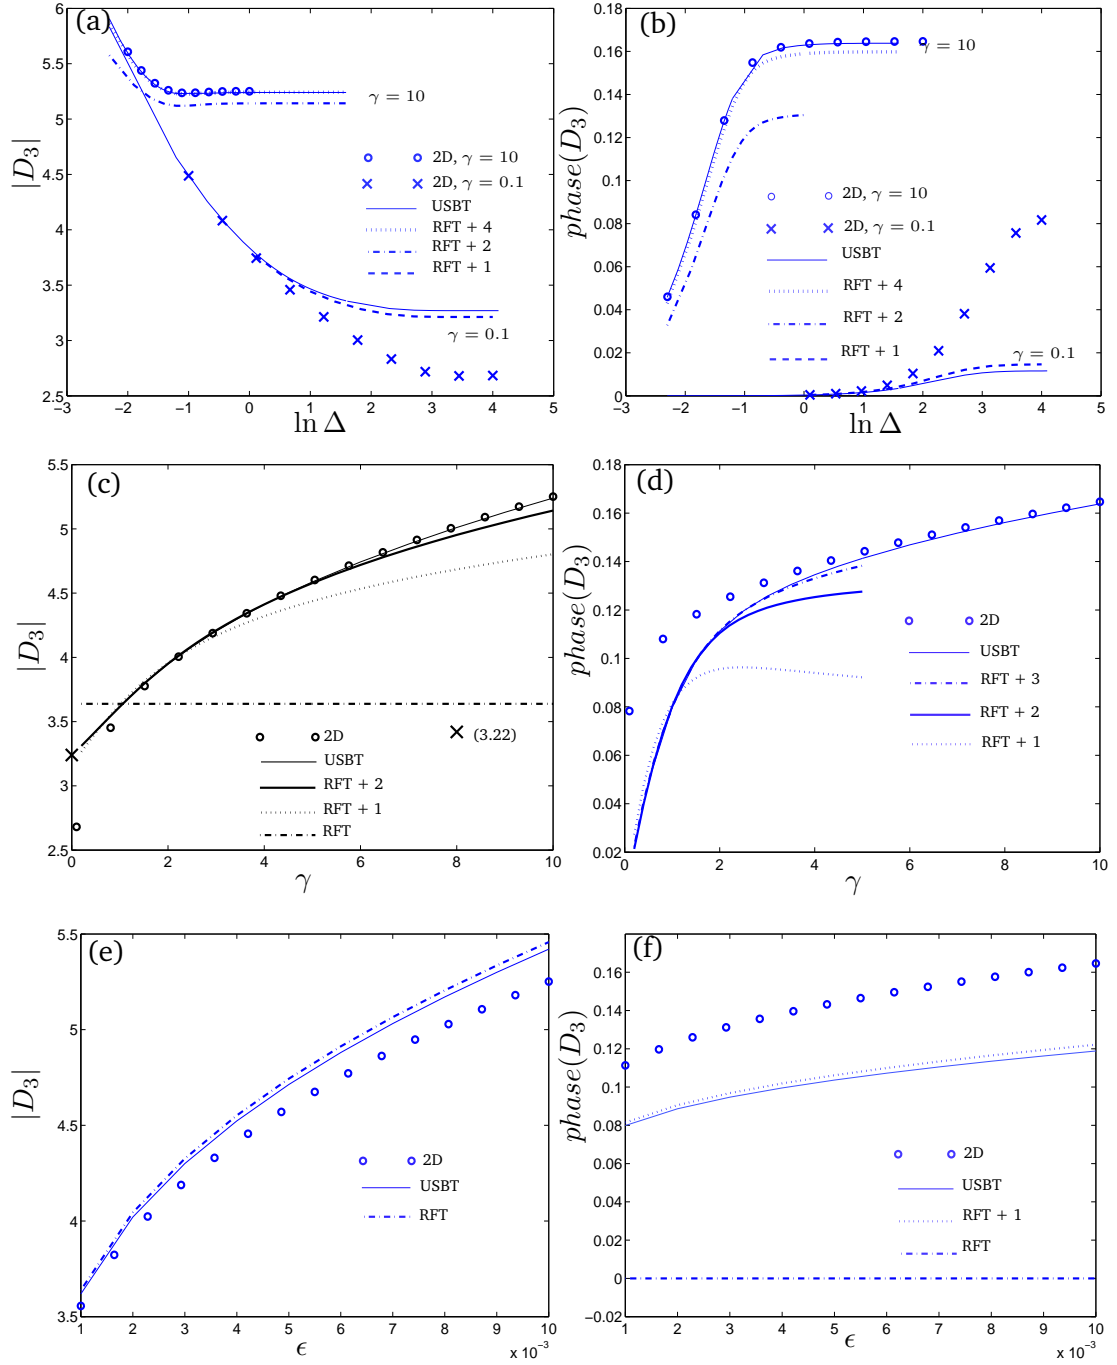 (a)
6
5.5
5
4.5
4
3.5
3
2.5
|D₃|
γ = 10
2D, γ = 10
2D, γ = 0.1
USBT
RFT + 4
RFT + 2
RFT + 1
γ = 0.1
−3 −2 −1 0 1 2 3 4 5
ln Δ
(b)
0.18
0.16
0.14
0.12
0.1
0.08
0.06
0.04
0.02
0
phase(D₃)
γ = 10
2D, γ = 10
2D, γ = 0.1
USBT
RFT + 4
RFT + 2
RFT + 1
γ = 0.1
−3 −2 −1 0 1 2 3 4 5
ln Δ
(c)
5.5
5
4.5
4
3.5
3
2.5
|D₃|
(3.22)
2D
USBT
RFT + 2
RFT + 1
RFT
0 2 4 6 8 10
γ
(d)
0.18
0.16
0.14
0.12
0.1
0.08
0.06
0.04
0.02
phase(D₃)
2D
USBT
RFT + 3
RFT + 2
RFT + 1
0 2 4 6 8 10
γ
(e)
5.5
5
4.5
4
3.5
|D₃|
2D
USBT
RFT
1 2 3 4 5 6 7 8 9 10
ϵ
x 10⁻³
(f)
0.18
0.16
0.14
0.12
0.1
0.08
0.06
0.04
0.02
0
−0.02
phase(D₃)
2D
USBT
RFT + 1
RFT
1 2 3 4 5 6 7 8 9 10
ϵ
x 10⁻³